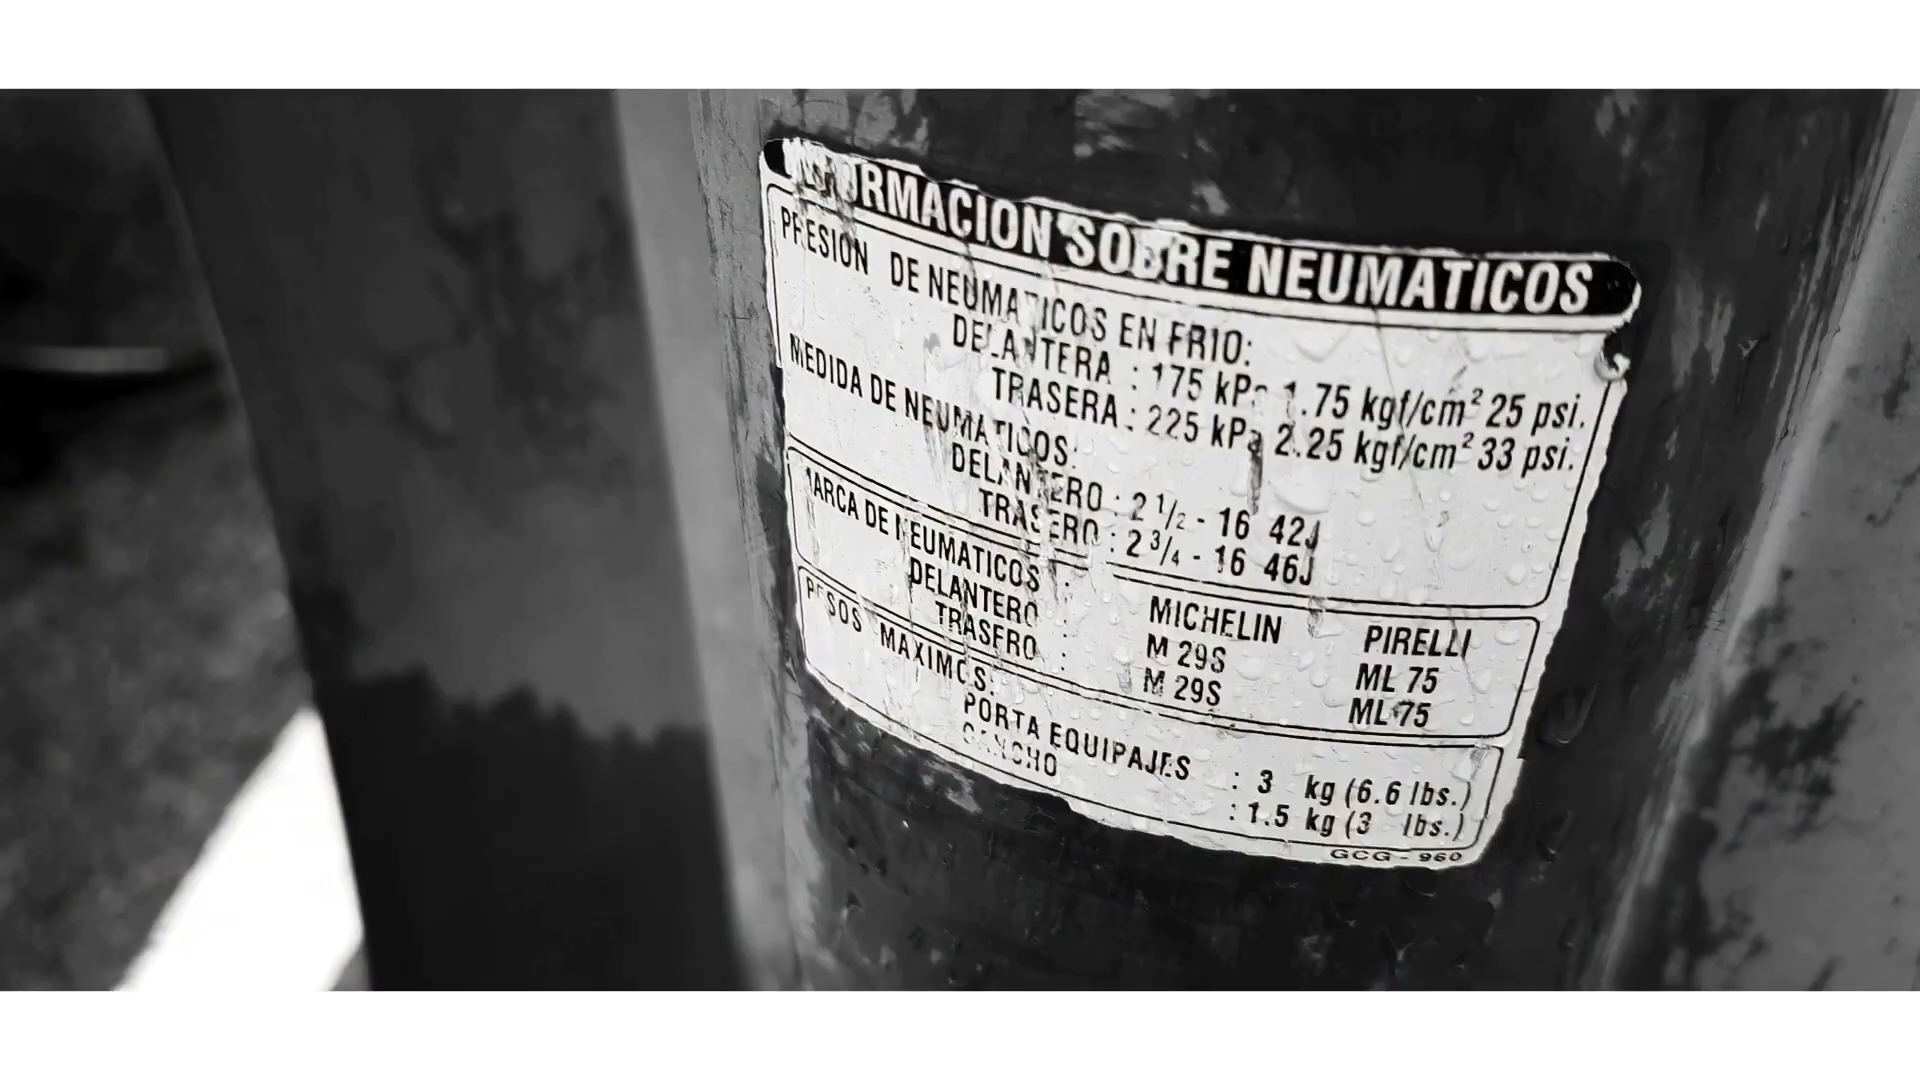 INFORMACION SOBRE NEUMATICOS
PRESION DE NEUMATICOS EN FRIO:
DELANTERA : 175 kPa 1.75 kgf/cm² 25 psi.
TRASERA : 225 kPa 2.25 kgf/cm² 33 psi.
MEDIDA DE NEUMATICOS:
DELANTERO : 2 1/2 - 16 42J
TRASERO : 2 3/4 - 16 46J
MARCA DE NEUMATICOS : MICHELIN PIRELLI
DELANTERO : M 29S ML 75
TRASERO : M 29S ML 75
PESOS MAXIMOS:
PORTA EQUIPAJES : 3 kg (6.6 lbs.)
GANCHO : 1.5 kg (3 lbs.)
GCG - 960